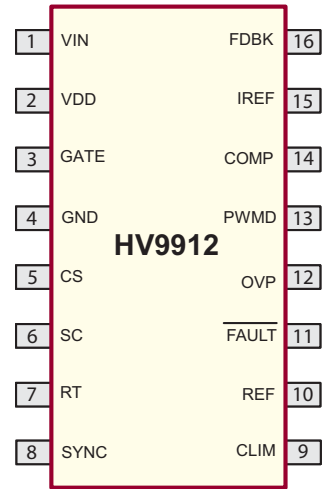 1 VIN FDBK 16
2 VDD IREF 15
3 GATE COMP 14
4 GND PWMD 13
HV9912
5 CS OVP 12
6 SC FAULT 11
7 RT REF 10
8 SYNC CLIM 9